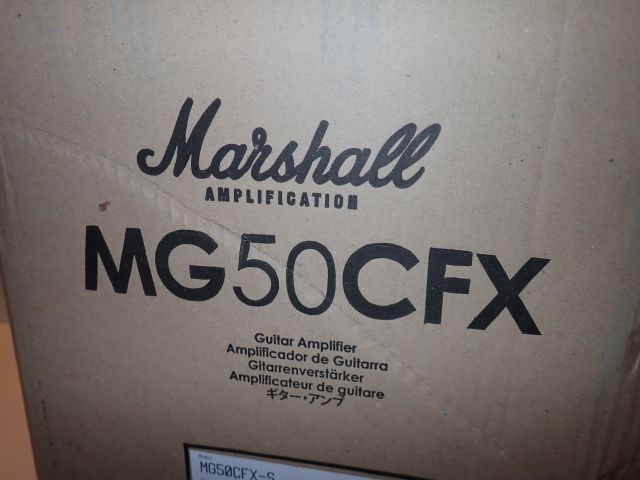 Marshall
AMPLIFICATION
MG50CFX
Guitar Amplifier
Amplificador de Guitarra
Gitarrenverstärker
Amplificateur de guitare
ギター・アンプ
MG50CFX-S